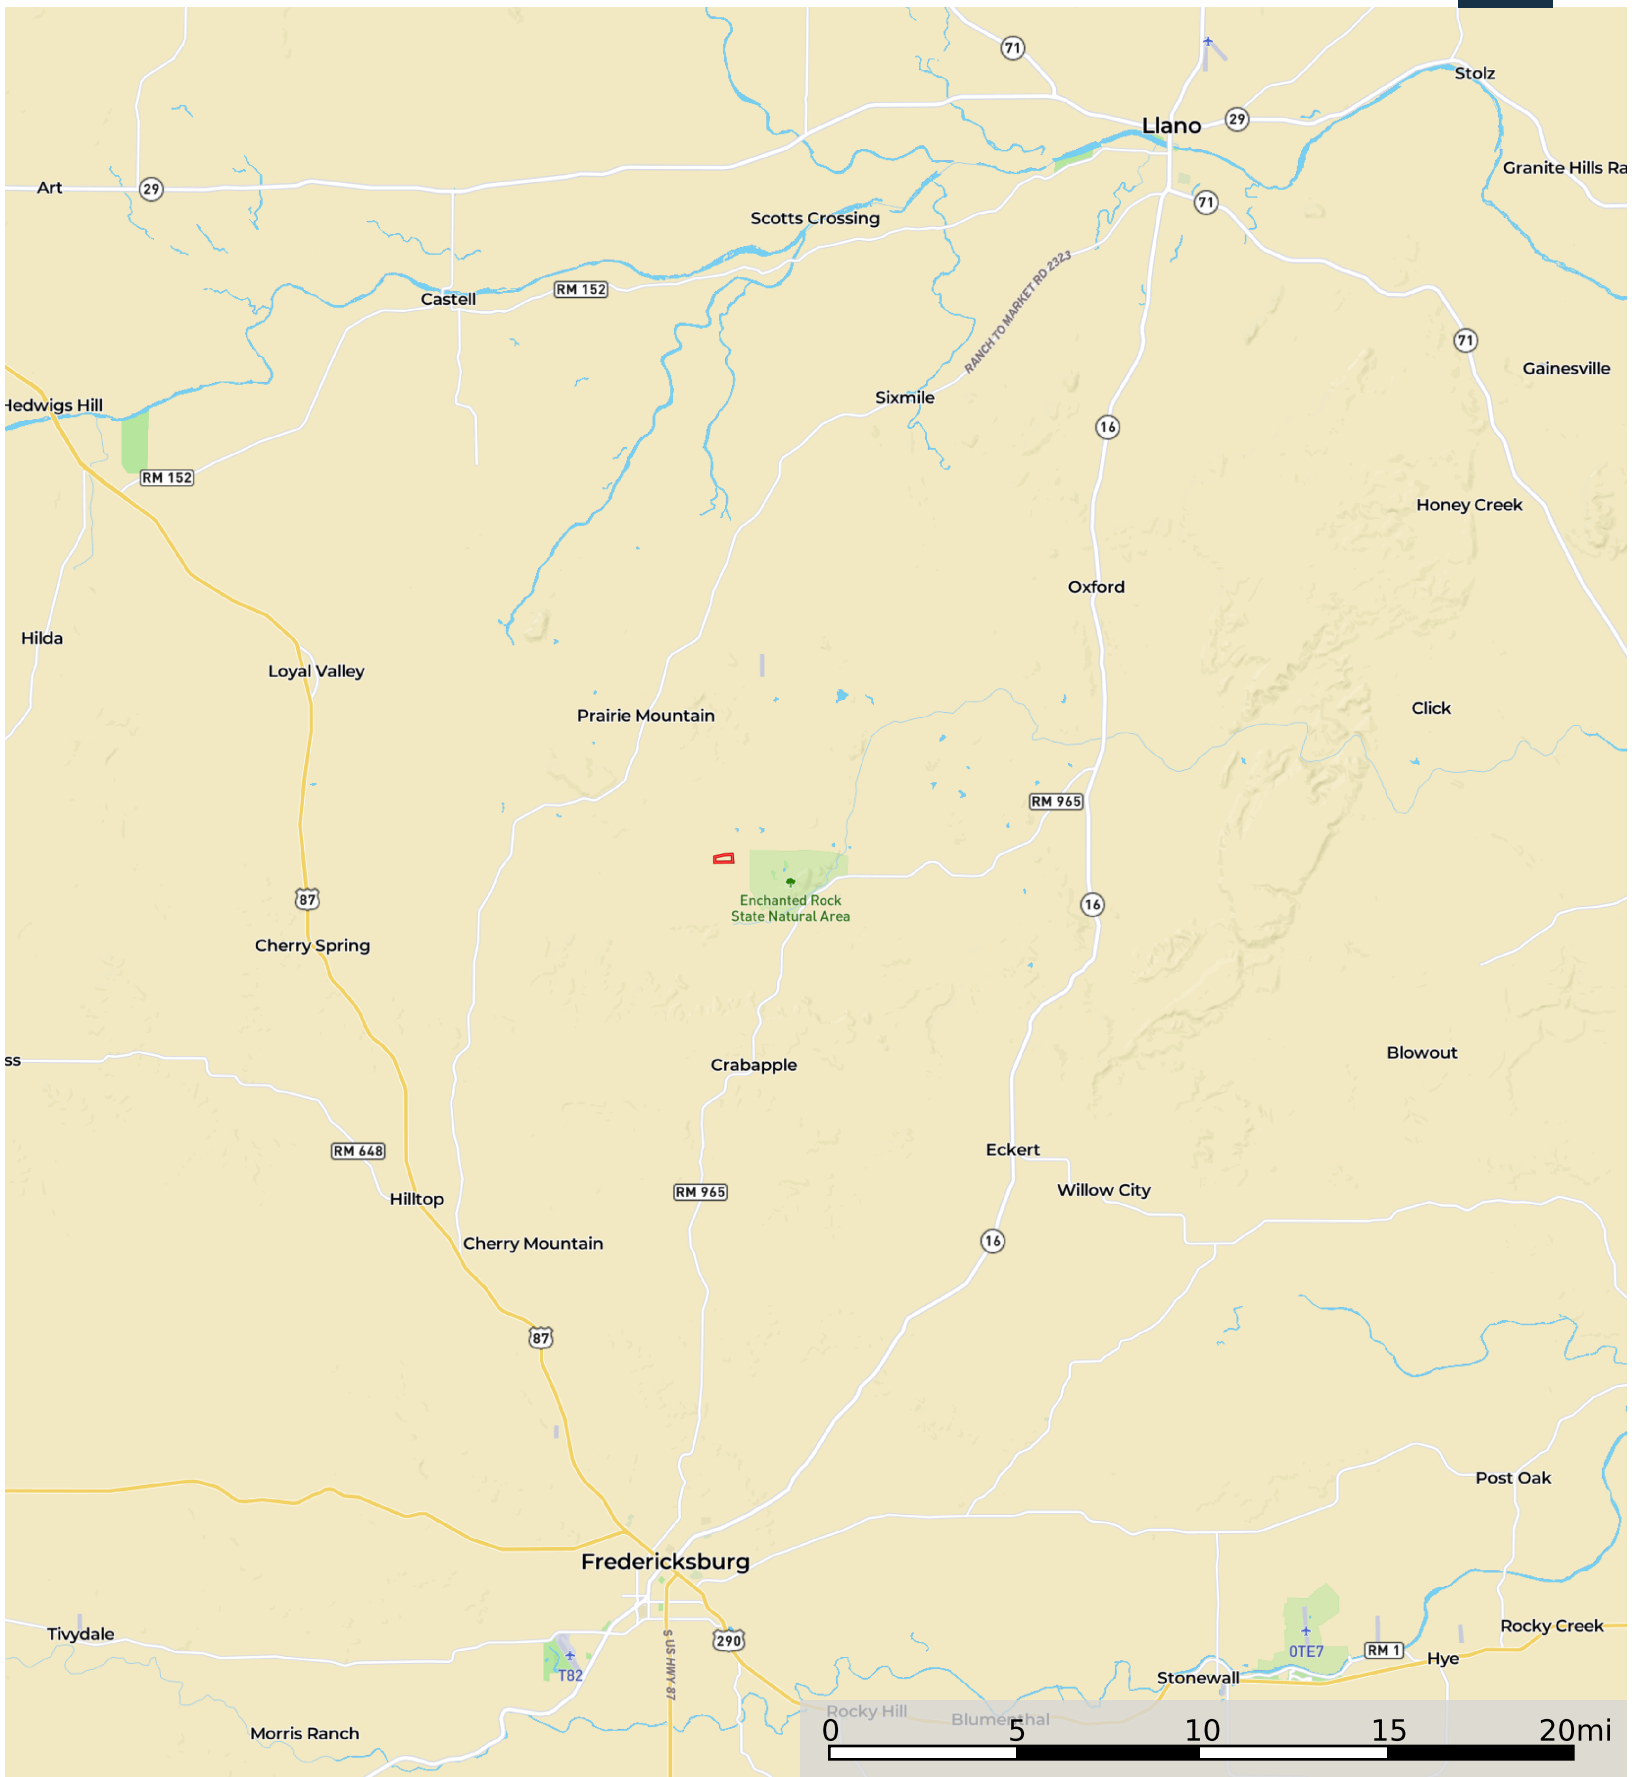 71
Stolz
Llano
29
Granite Hills Ra
Art
29
71
Scotts Crossing
RANCH TO MARKET RD 2323
RM 152
Castell
71
Gainesville
Sixmile
Hedwigs Hill
16
RM 152
Honey Creek
Oxford
Hilda
Loyal Valley
Click
Prairie Mountain
RM 965
87
Enchanted Rock
State Natural Area
16
Cherry Spring
ss
Crabapple
Blowout
RM 648
Eckert
Hilltop
RM 965
Willow City
Cherry Mountain
16
87
Post Oak
Fredericksburg
Tivydale
290
S US HWY 87
T82
0TE7
RM 1
Rocky Creek
Hye
Stonewall
Morris Ranch
Rocky Hill
Blumenthal
0 5 10 15 20mi